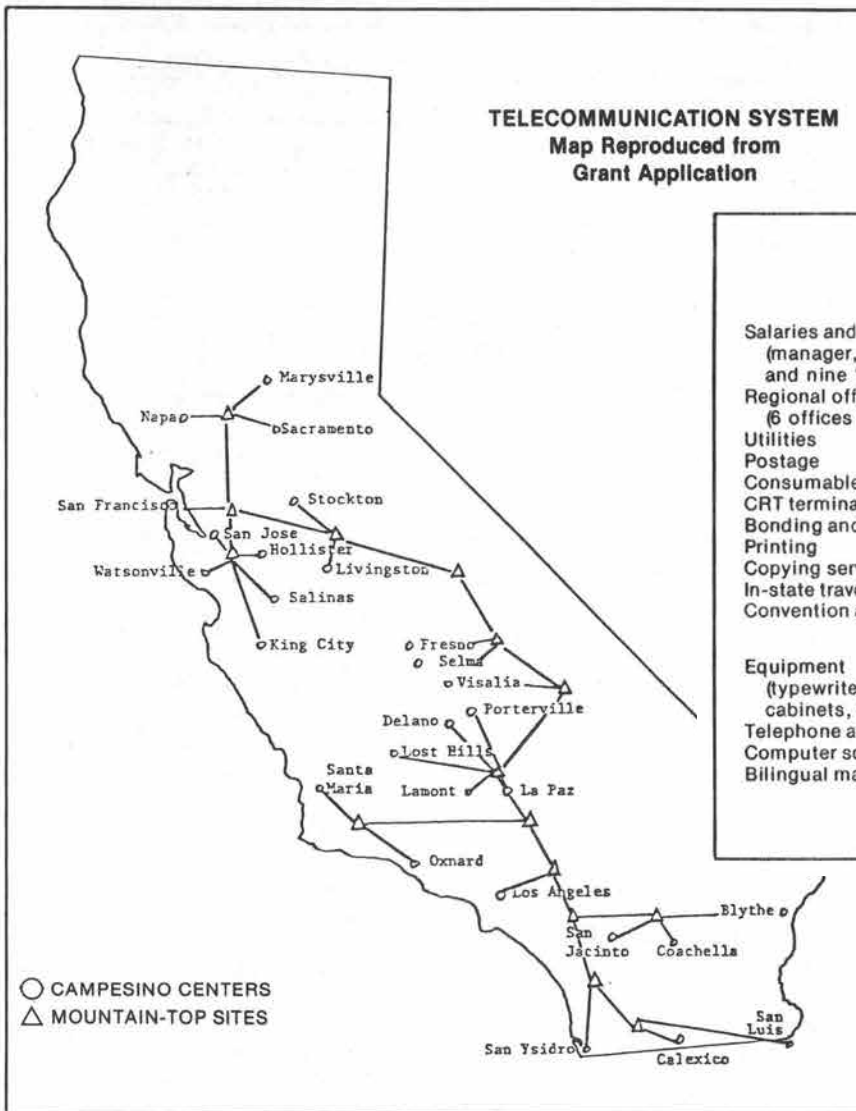 TELECOMMUNICATION SYSTEM
Map Reproduced from
Grant Application
Marysville
Napa
Sacramento
San Francisco
Stockton
San Jose
Hollister
Watsonville
Livingston
Salinas
King City
Fresno
Selma
Visalia
Porterville
Delano
Lost Hills
Santa
Maria
Lamont
La Paz
Oxnard
Los Angeles
Blythe
San
Jacinto
Coachella
San
Luis
San Ysidro
Calexico
CAMPESINO CENTERS
MOUNTAIN-TOP SITES
Salaries and
(manager,
and nine
Regional off
(6 offices
Utilities
Postage
Consumable
CRT termina
Bonding and
Printing
Copying ser
In-state trave
Convention a
Equipment
(typewrite
cabinets,
Telephone a
Computer so
Bilingual ma